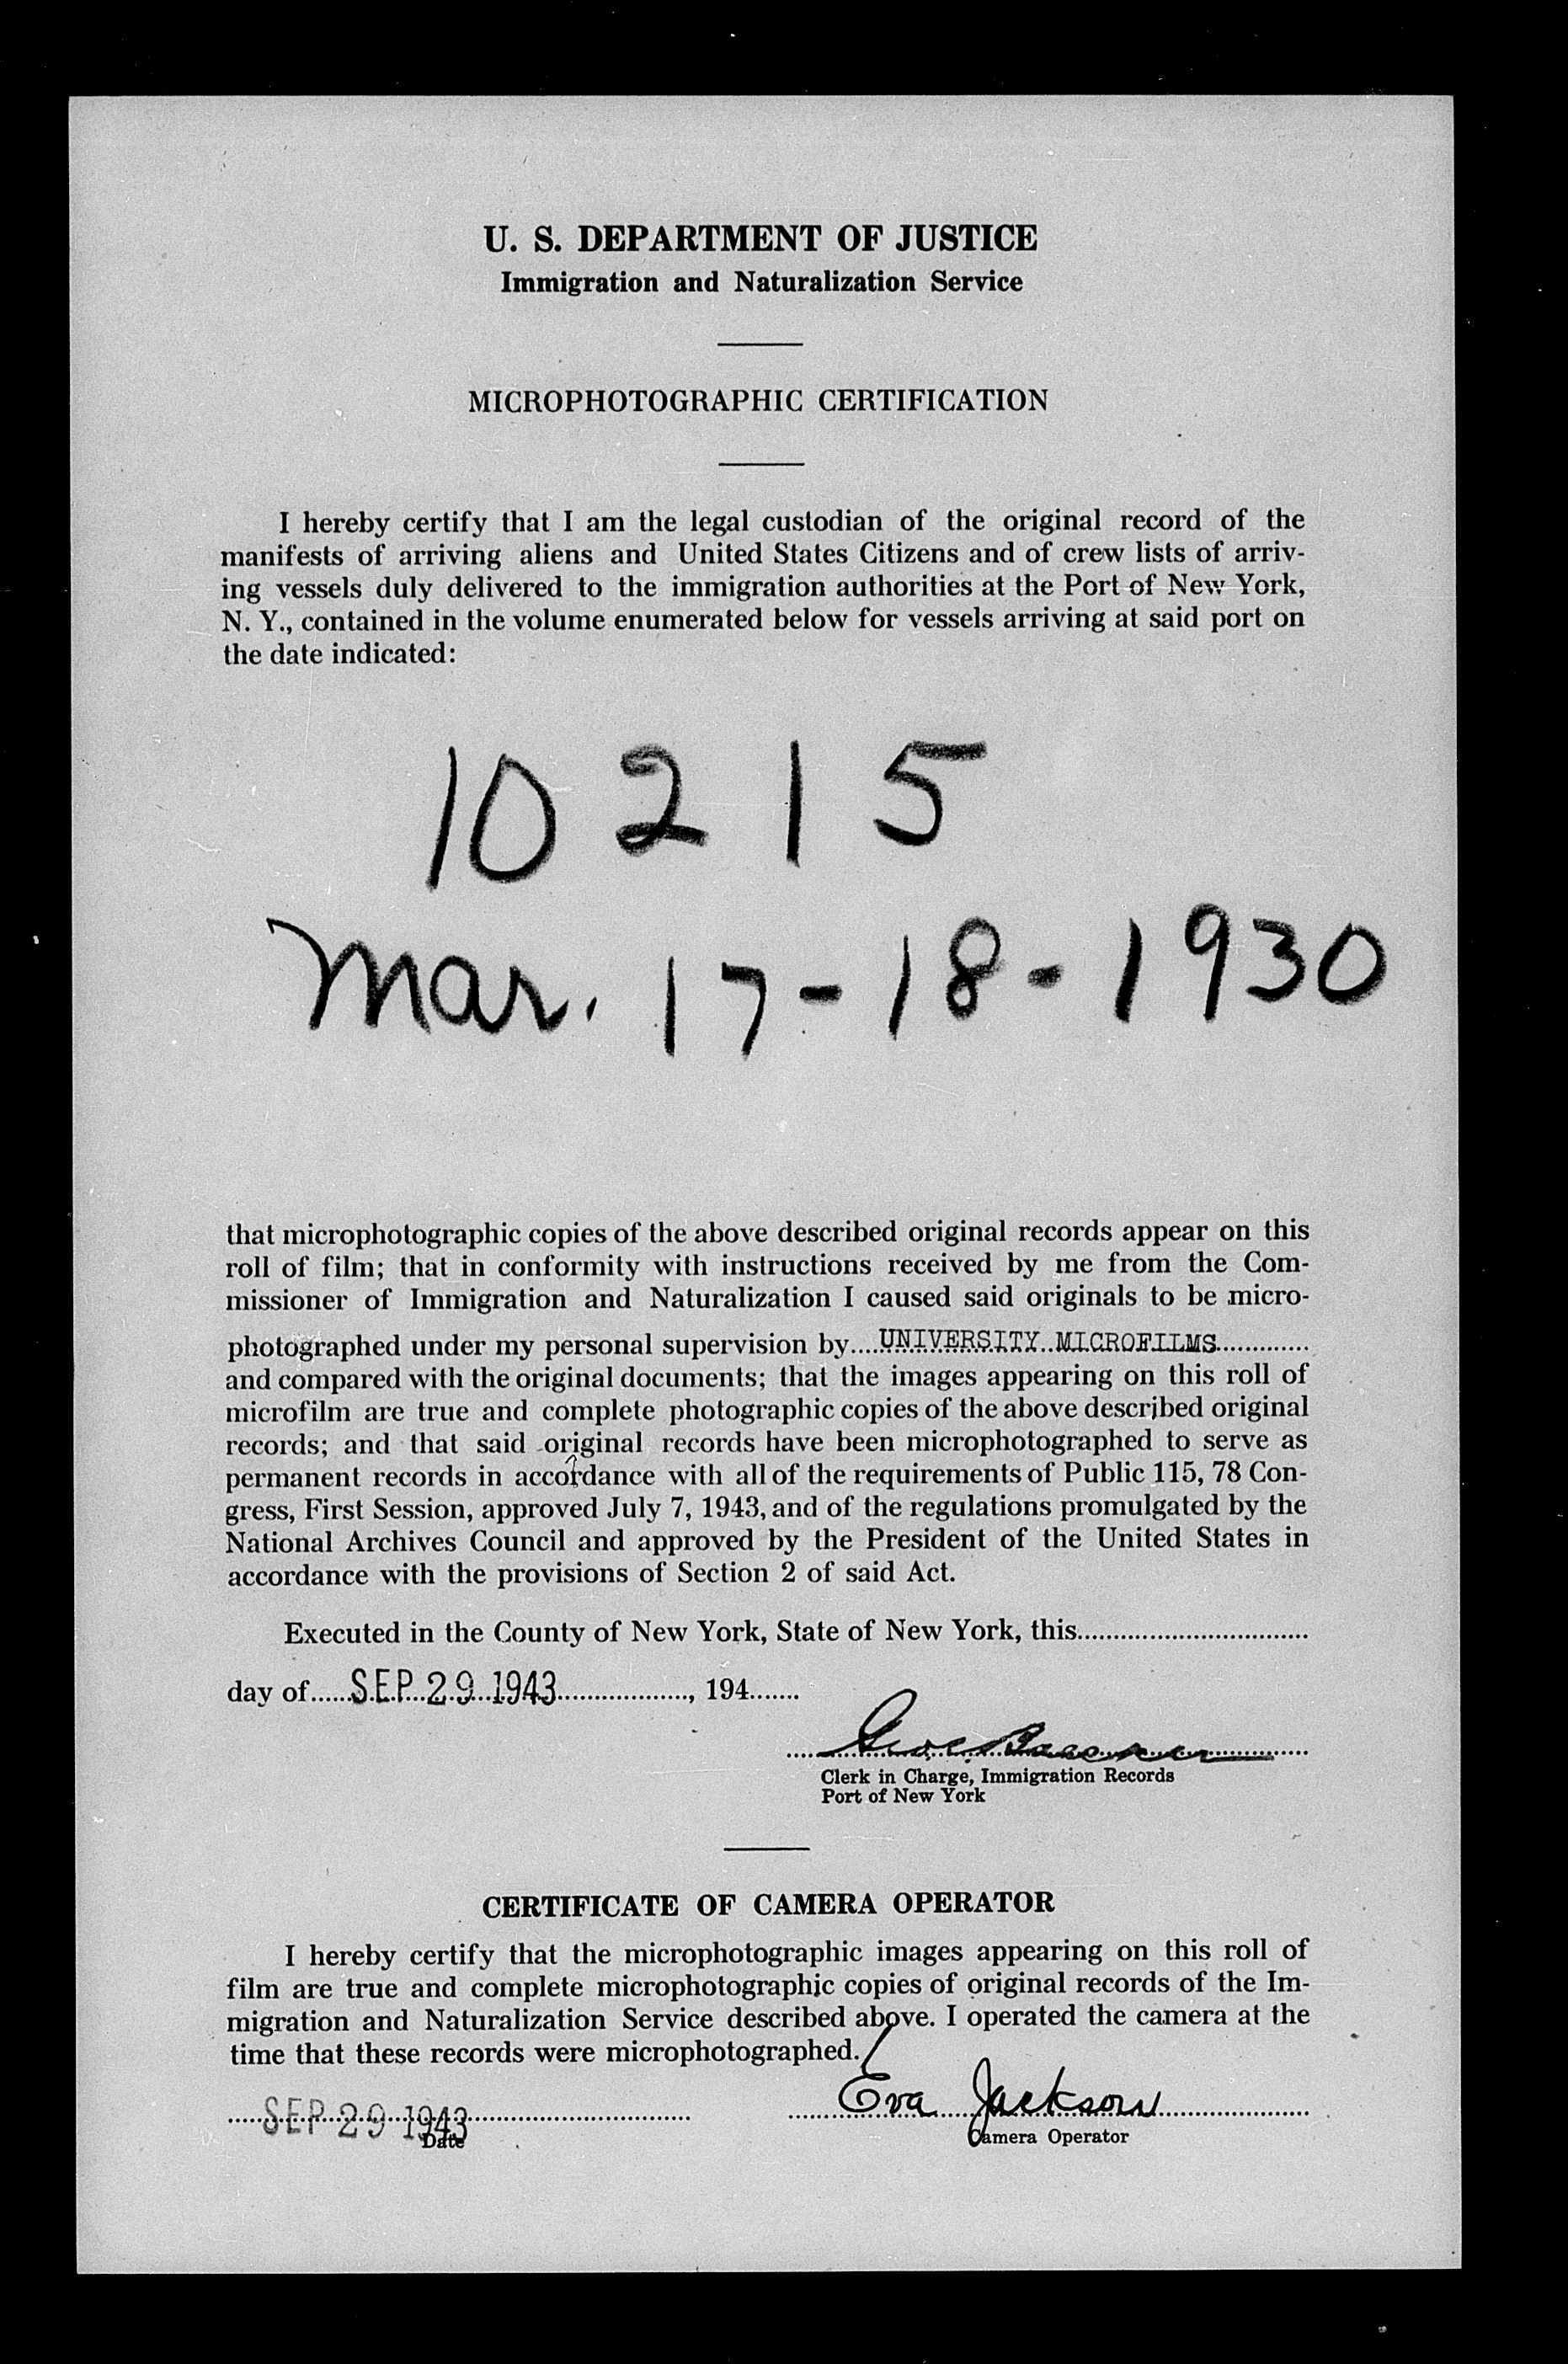 U. S. DEPARTMENT OF JUSTICE
Immigration and Naturalization Service
MICROPHOTOGRAPHIC CERTIFICATION
I hereby certify that I am the legal custodian of the original record of the
manifests of arriving aliens and United States Citizens and of crew lists of arriv-
ing vessels duly delivered to the immigration authorities at the Port of New York,
N. Y., contained in the volume enumerated below for vessels arriving at said port on
the date indicated:
10215
Mar. 17-18-1930
that microphotographic copies of the above described original records appear on this
roll of film; that in conformity with instructions received by me from the Com-
missioner of Immigration and Naturalization I caused said originals to be micro-
photographed under my personal supervision by....UNIVERSITY MICROFILMS............
and compared with the original documents; that the images appearing on this roll of
microfilm are true and complete photographic copies of the above described original
records; and that said original records have been microphotographed to serve as
permanent records in accordance with all of the requirements of Public 115, 78 Con-
gress, First Session, approved July 7, 1943, and of the regulations promulgated by the
National Archives Council and approved by the President of the United States in
accordance with the provisions of Section 2 of said Act.
Executed in the County of New York, State of New York, this................................
day of......SEP 29 1943..................., 194.......
Clerk in Charge, Immigration Records
Port of New York
CERTIFICATE OF CAMERA OPERATOR
I hereby certify that the microphotographic images appearing on this roll of
film are true and complete microphotographic copies of original records of the Im-
migration and Naturalization Service described above. I operated the camera at the
time that these records were microphotographed.
SEP 29 1943 Eva Jackson
Date Camera Operator